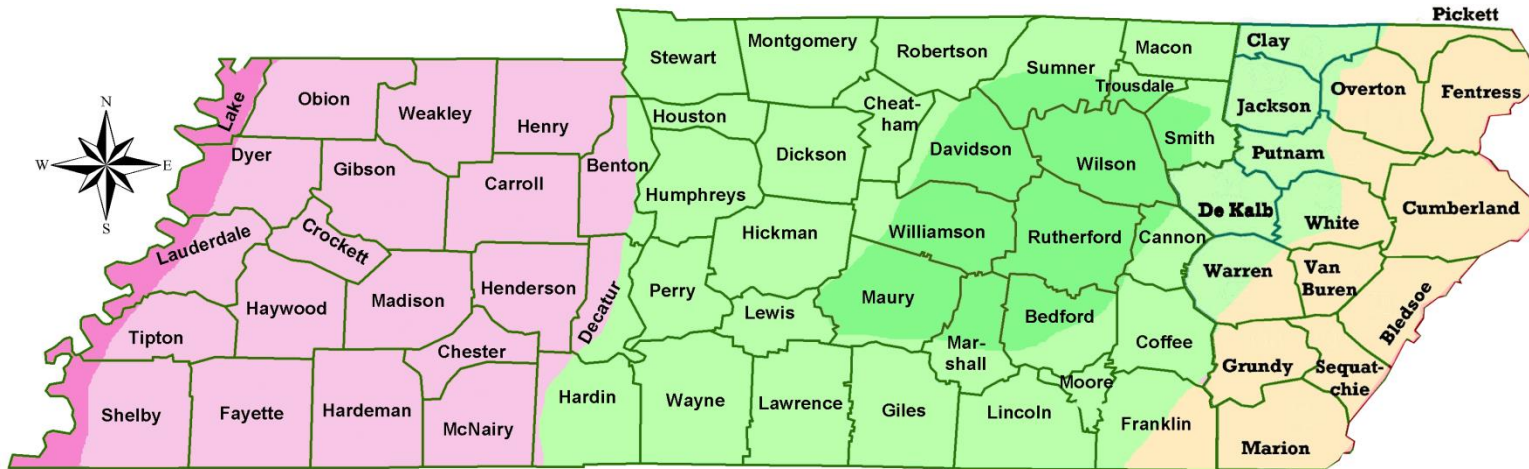 Pickett
Stewart
Montgomery
Robertson
Sumner
Macon
Clay
Trousdale
Overton
Fentress
N
W
E
S
Lake
Obion
Weakley
Henry
Houston
Cheat-
ham
Jackson
Smith
Dyer
Gibson
Carroll
Benton
Dickson
Davidson
Wilson
Putnam
Humphreys
De Kalb
White
Cumberland
Lauderdale
Crockett
Hickman
Williamson
Rutherford
Cannon
Warren
Van
Buren
Bledsoe
Haywood
Madison
Henderson
Decatur
Perry
Lewis
Maury
Bedford
Tipton
Chester
Mar-
shall
Coffee
Grundy
Sequat-
chie
Moore
Shelby
Fayette
Hardeman
McNairy
Hardin
Wayne
Lawrence
Giles
Lincoln
Franklin
Marion